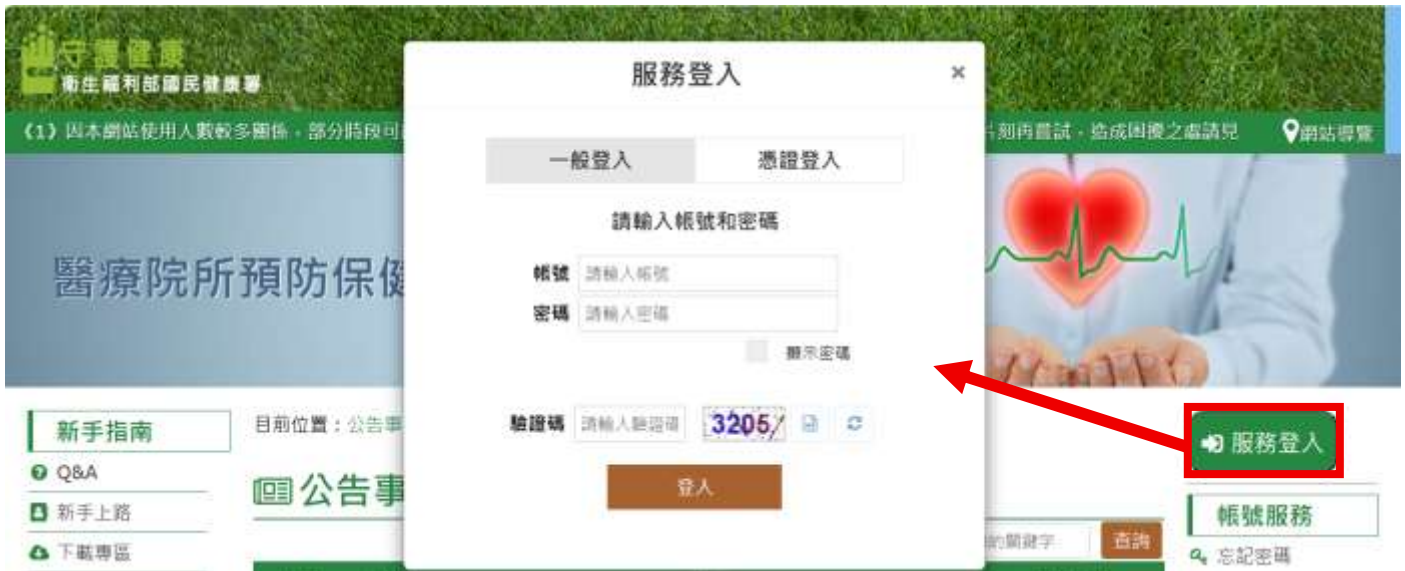 守護健康
衛生福利部國民健康署
《1》因本網站使用人數較多關係，部分時段可
片刻再嘗試，造成困擾之處請見
網站導覽
服務登入
×
一般登入
憑證登入
請輸入帳號和密碼
帳號 請輸入帳號
密碼 請輸入密碼
顯示密碼
驗證碼 請輸入驗證碼 3205
登入
醫療院所預防保健
服務登入
新手指南
Q&A
新手上路
下載專區
目前位置：公告事
公告事
的關鍵字 查詢
帳號服務
忘記密碼